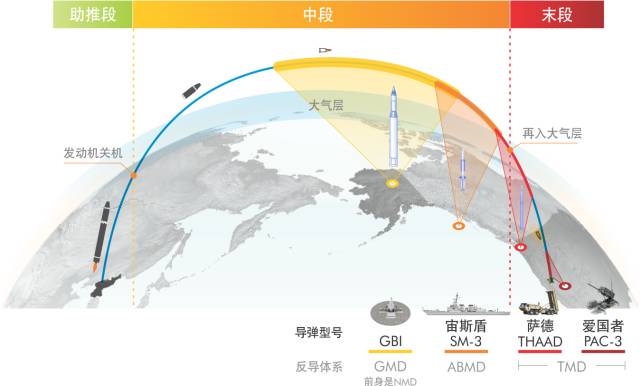 助推段
中段
末段
大气层
再入大气层
发动机关机
导弹型号
GBI
宙斯盾
SM-3
萨德
THAAD
爱国者
PAC-3
反导体系
GMD
前身是NMD
ABMD
TMD